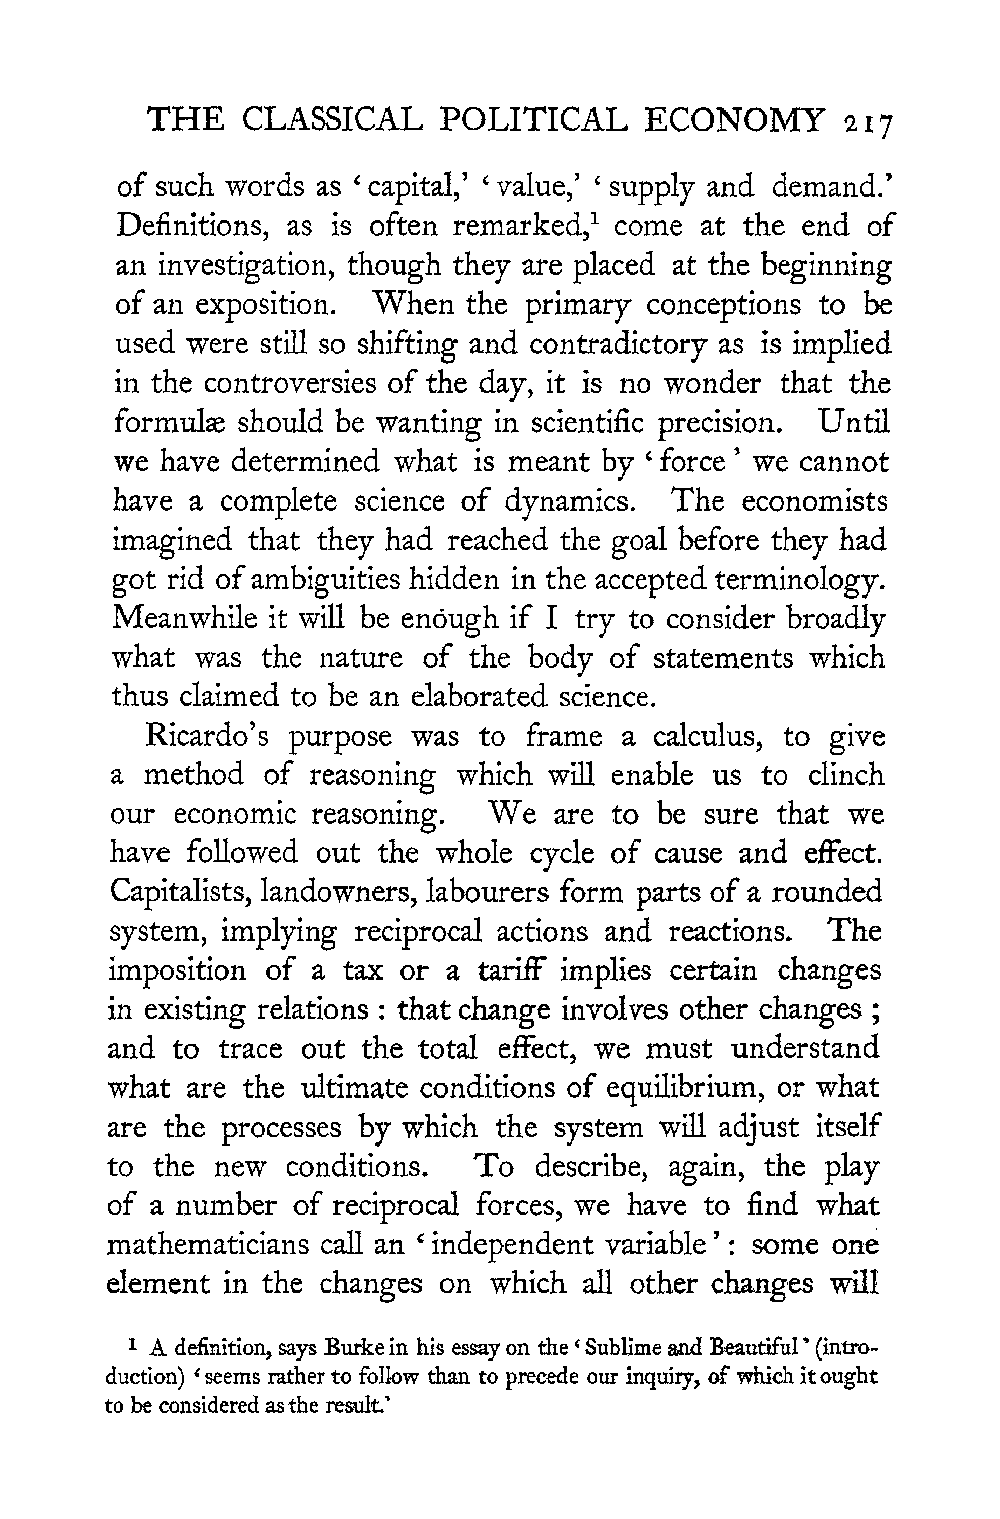 THE CLASSICAL POLITICAL ECONOMY 217
of such words as ‘ capital,’ ‘ value,’ ‘ supply and demand.’
Definitions, as is often remarked,¹ come at the end of
an investigation, though they are placed at the beginning
of an exposition. When the primary conceptions to be
used were still so shifting and contradictory as is implied
in the controversies of the day, it is no wonder that the
formulæ should be wanting in scientific precision. Until
we have determined what is meant by ‘ force ’ we cannot
have a complete science of dynamics. The economists
imagined that they had reached the goal before they had
got rid of ambiguities hidden in the accepted terminology.
Meanwhile it will be enough if I try to consider broadly
what was the nature of the body of statements which
thus claimed to be an elaborated science.
Ricardo’s purpose was to frame a calculus, to give
a method of reasoning which will enable us to clinch
our economic reasoning. We are to be sure that we
have followed out the whole cycle of cause and effect.
Capitalists, landowners, labourers form parts of a rounded
system, implying reciprocal actions and reactions. The
imposition of a tax or a tariff implies certain changes
in existing relations : that change involves other changes ;
and to trace out the total effect, we must understand
what are the ultimate conditions of equilibrium, or what
are the processes by which the system will adjust itself
to the new conditions. To describe, again, the play
of a number of reciprocal forces, we have to find what
mathematicians call an ‘ independent variable ’ : some one
element in the changes on which all other changes will
¹ A definition, says Burke in his essay on the ‘ Sublime and Beautiful ’ (intro-
duction) ‘ seems rather to follow than to precede our inquiry, of which it ought
to be considered as the result.’